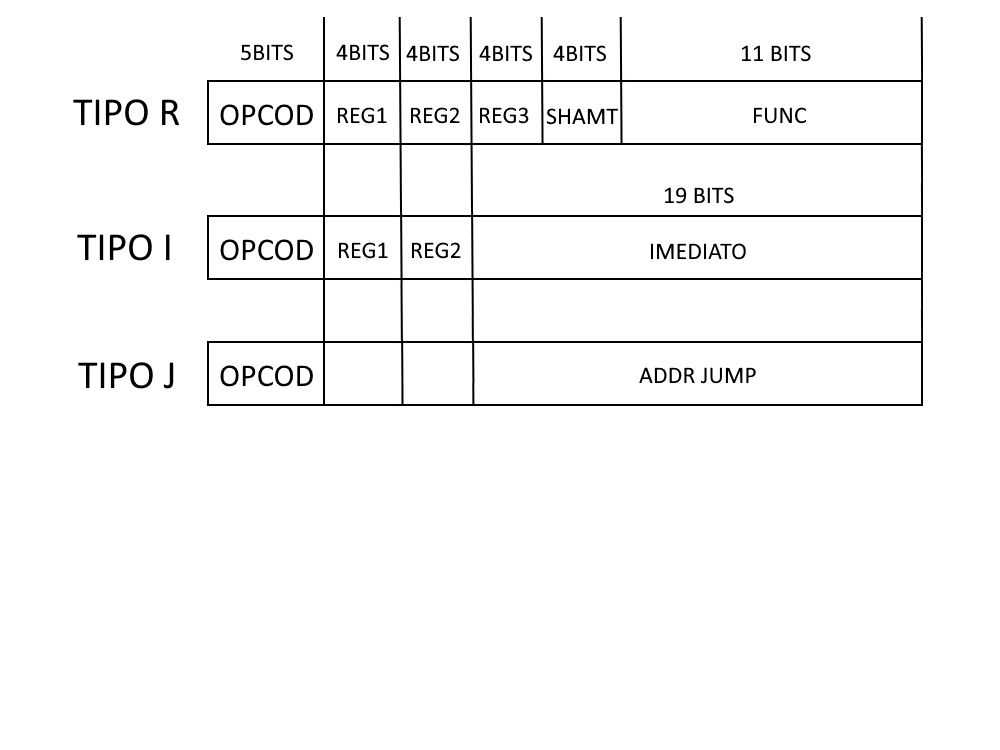 5BITS 4BITS 4BITS 4BITS 4BITS 11 BITS
TIPO R OPCOD REG1 REG2 REG3 SHAMT FUNC
19 BITS
TIPO I OPCOD REG1 REG2 IMEDIATO
TIPO J OPCOD ADDR JUMP